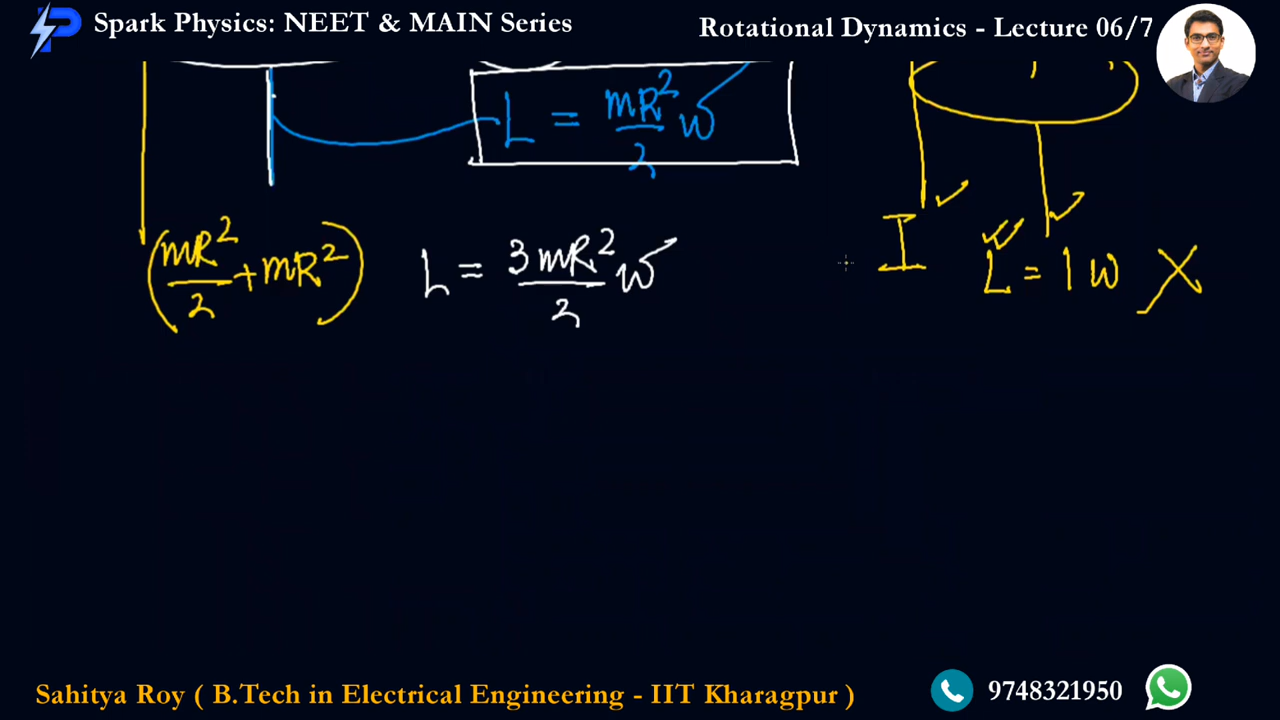 Spark Physics: NEET & MAIN Series
Rotational Dynamics - Lecture 06/7
L = mR²/2 ω
(mR²/2 + mR²)
L = 3mR²/2 ω
I
L = I ω
Sahitya Roy ( B.Tech in Electrical Engineering - IIT Kharagpur )
9748321950